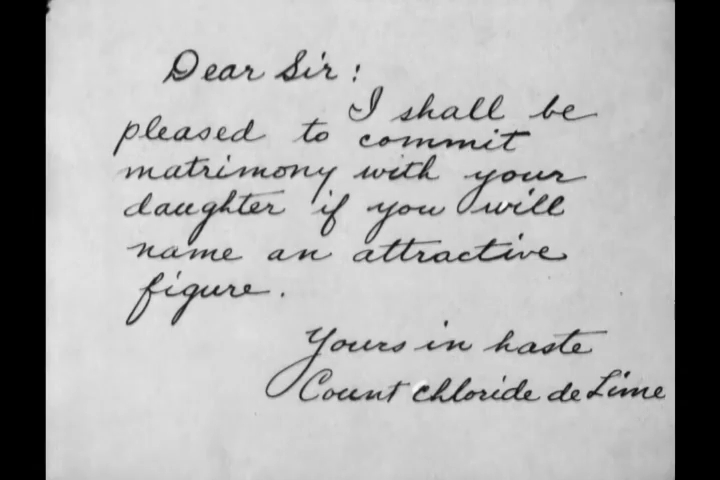 Dear Sir:
I shall be
pleased to commit
matrimony with your
daughter if you will
name an attractive
figure.
Yours in haste
Count Chloride de Lime